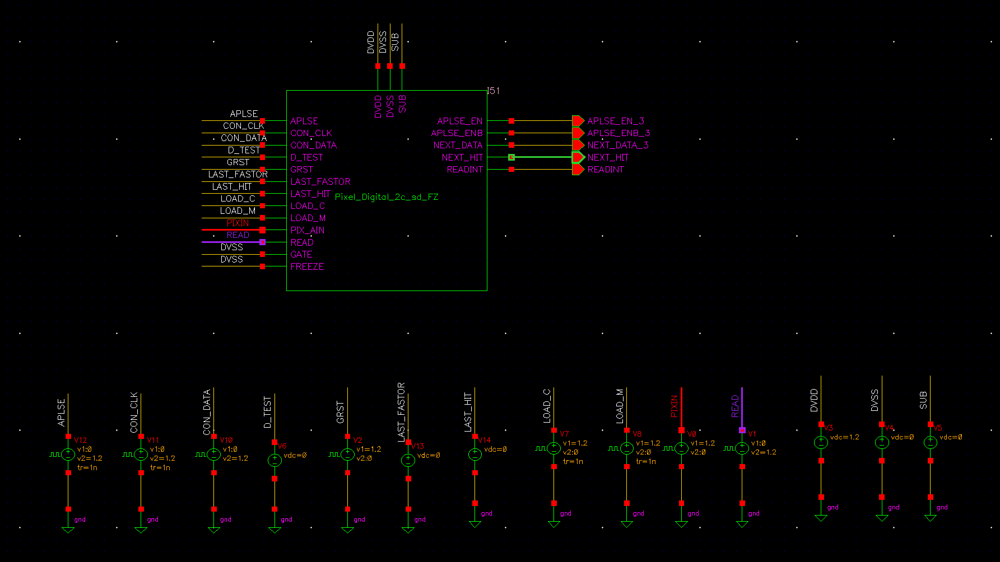 DVDD
DVSS
SUB
I51
DVDD
DVSS
SUB
APLSE
CON_CLK
CON_DATA
D_TEST
GRST
LAST_FASTOR
LAST_HIT
LOAD_C
LOAD_M
PIXIN
READ
DVSS
DVSS
APLSE
CON_CLK
CON_DATA
D_TEST
GRST
LAST_FASTOR
LAST_HIT
LOAD_C
LOAD_M
PIX_AIN
READ
GATE
FREEZE
Pixel_Digital_2c_sd_FZ
APLSE_EN
APLSE_ENB
NEXT_DATA
NEXT_HIT
READINT
APLSE_EN_3
APLSE_ENB_3
NEXT_DATA_3
NEXT_HIT
READINT
APLSE
V12
v1:0
v2=1.2
tr=1n
gnd
CON_CLK
V11
v1:0
v2=1.2
tr=1n
gnd
CON_DATA
V10
v1:0
v2=1.2
gnd
D_TEST
V6
vdc=0
gnd
GRST
V2
v1=1.2
v2:0
gnd
LAST_FASTOR
V13
vdc=0
gnd
LAST_HIT
V14
vdc=0
gnd
LOAD_C
V7
v1=1.2
v2:0
tr=1n
gnd
LOAD_M
V8
v1=1.2
v2:0
tr=1n
gnd
PIXIN
V0
v1=1.2
v2:0
gnd
READ
V1
v1:0
v2=1.2
gnd
DVDD
V3
vdc=1.2
gnd
DVSS
V4
vdc=0
gnd
SUB
V5
vdc=0
gnd